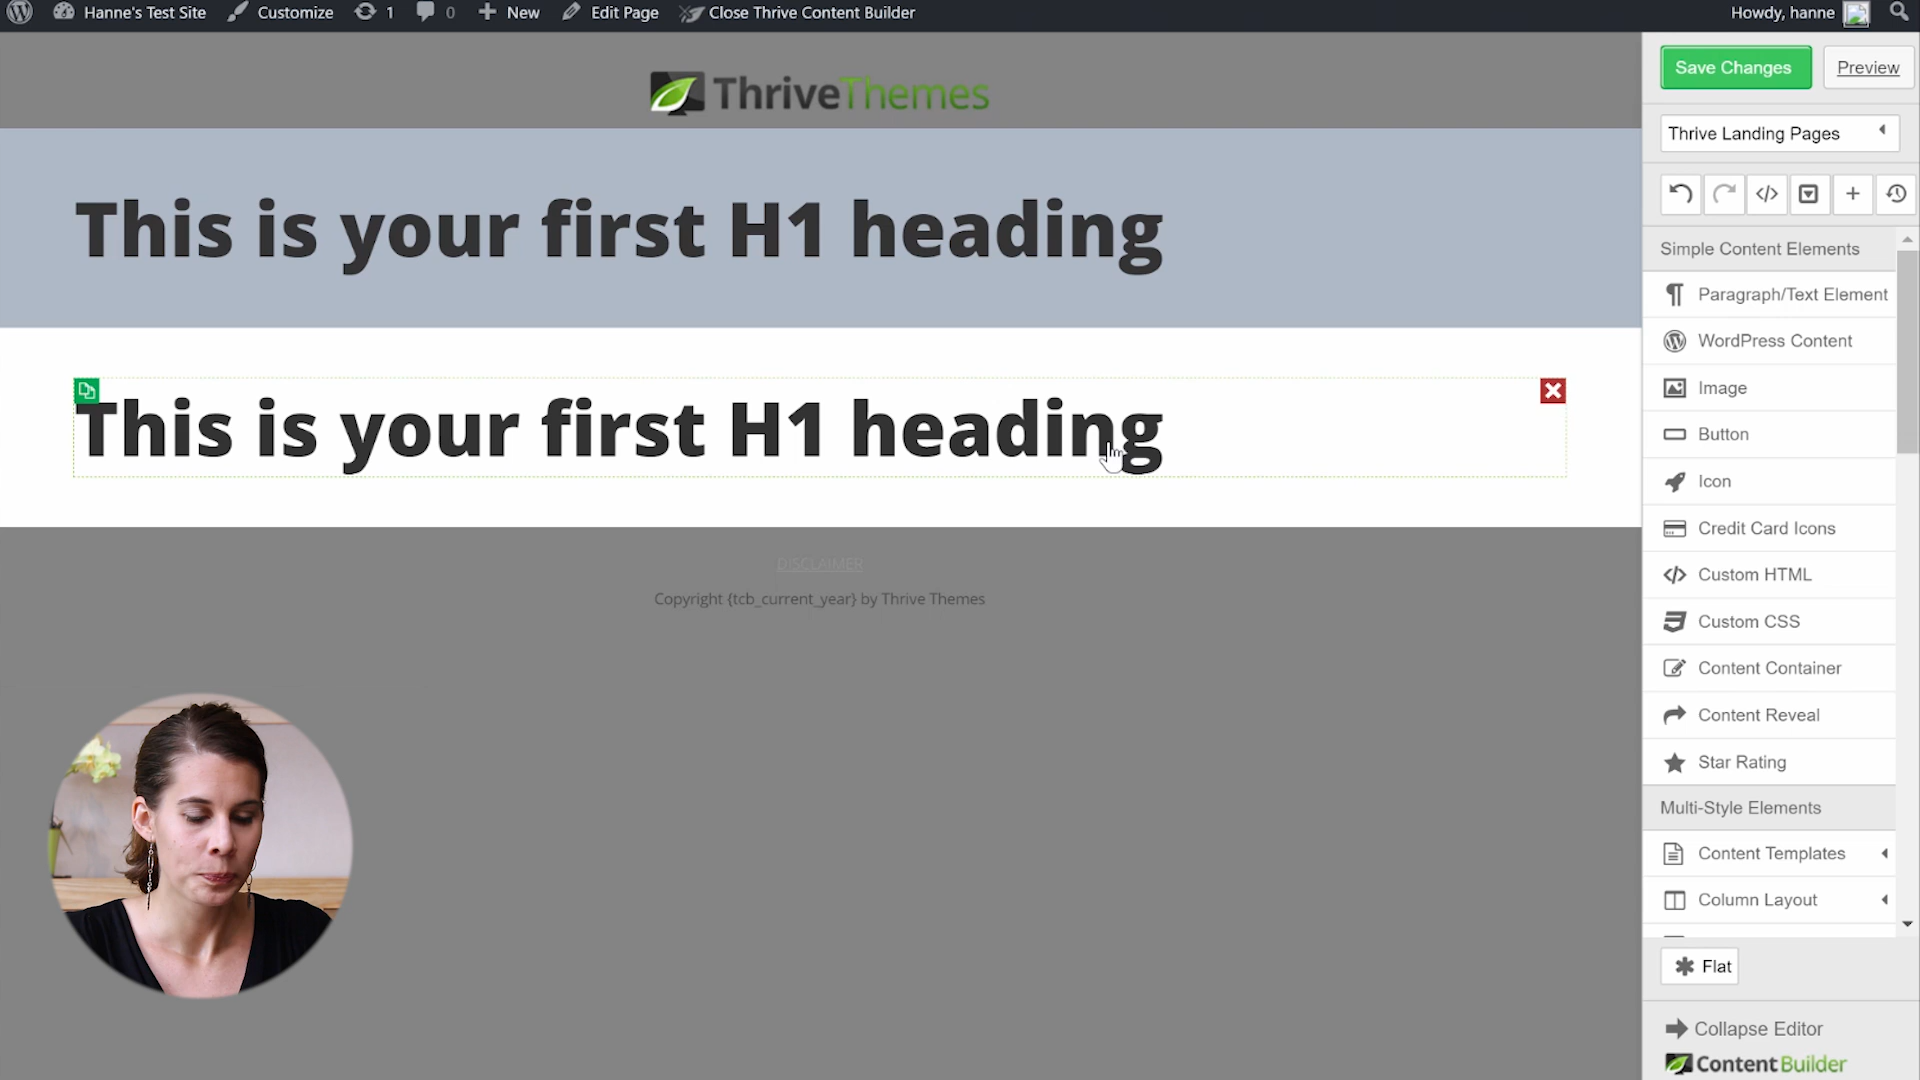 Hanne's Test Site
Customize
1
0
New
Edit Page
Close Thrive Content Builder
Howdy, hanne
Save Changes
Preview
ThriveThemes
Thrive Landing Pages
This is your first H1 heading
This is your first H1 heading
DISCLAIMER
Copyright {tcb_current_year} by Thrive Themes
Simple Content Elements
Paragraph/Text Element
WordPress Content
Image
Button
Icon
Credit Card Icons
Custom HTML
Custom CSS
Content Container
Content Reveal
Star Rating
Multi-Style Elements
Content Templates
Column Layout
Flat
Collapse Editor
ContentBuilder